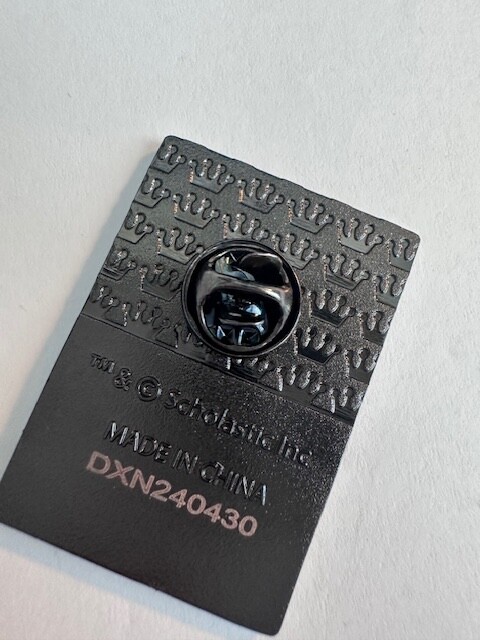 ™ & © Scholastic Inc
MADE IN CHINA
DXN240430